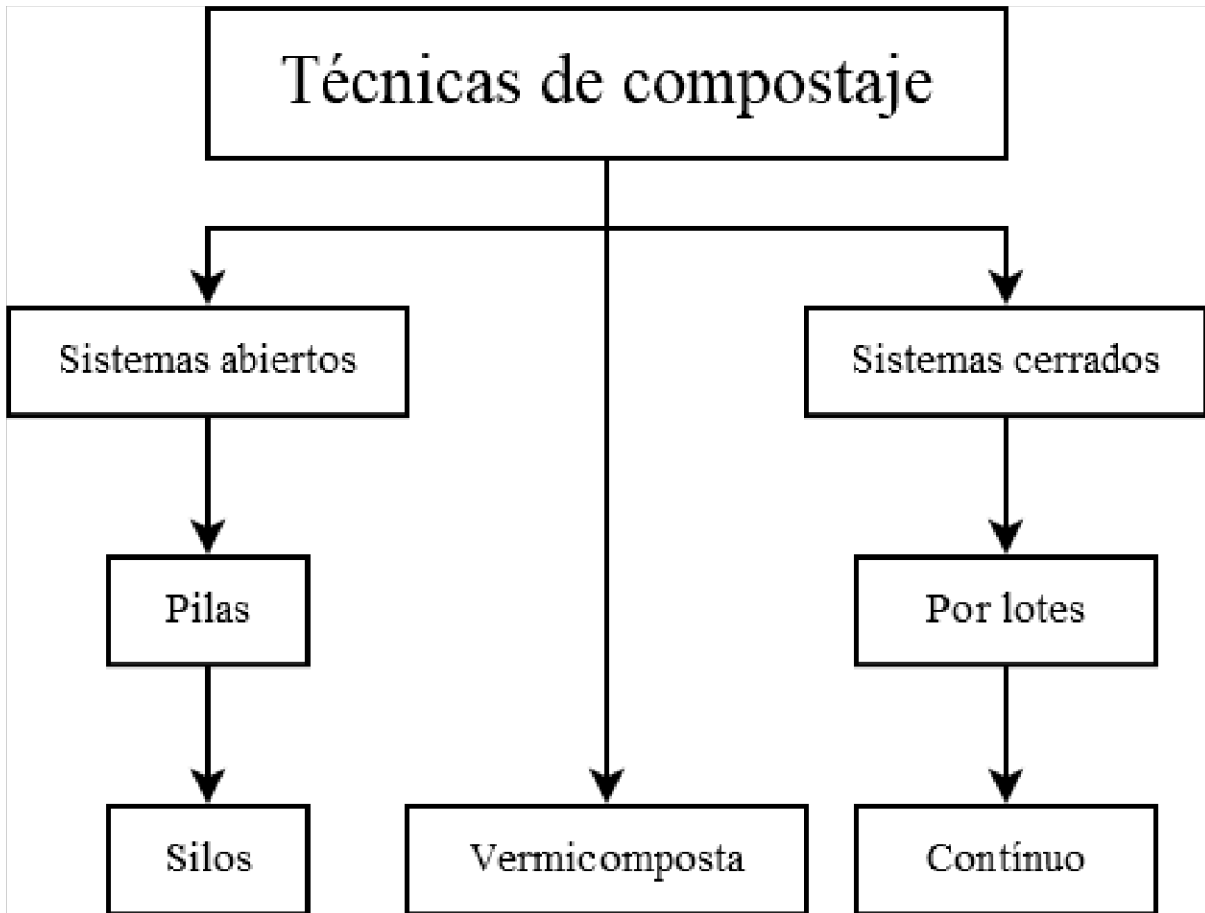 Técnicas de compostaje
Sistemas abiertos
Sistemas cerrados
Pilas
Por lotes
Silos
Vermicomposta
Contínuo